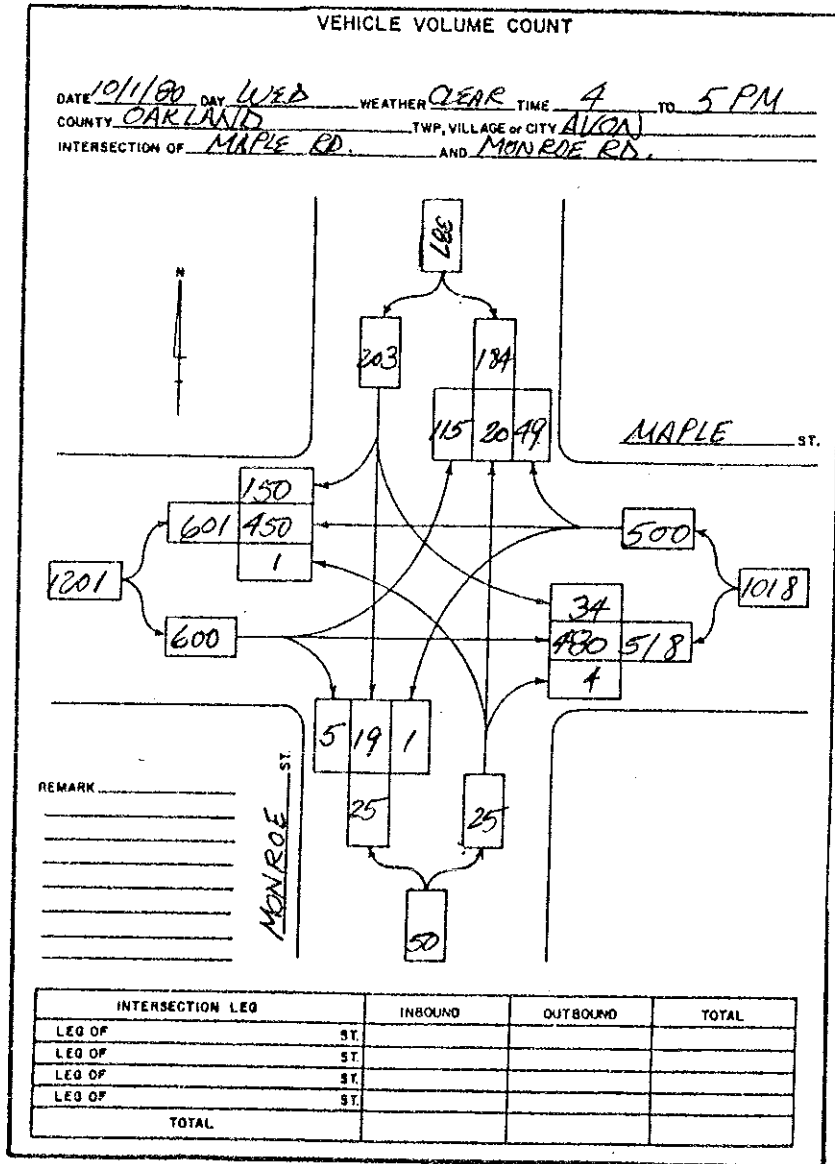 VEHICLE VOLUME COUNT
DATE 10/1/80 DAY WED WEATHER CLEAR TIME 4 TO 5 PM
COUNTY OAKLAND TWP, VILLAGE or CITY AVON
INTERSECTION OF MAPLE RD. AND MONROE RD.
387
N
203 184
115 20 49
MAPLE ST.
150
601 450 500
1
1201 1018
34
600 480 518
4
5 19 1
REMARK
MONROE ST.
25 25
50
INTERSECTION LEG INBOUND OUTBOUND TOTAL
LEG OF ST.
LEG OF ST.
LEG OF ST.
LEG OF ST.
TOTAL